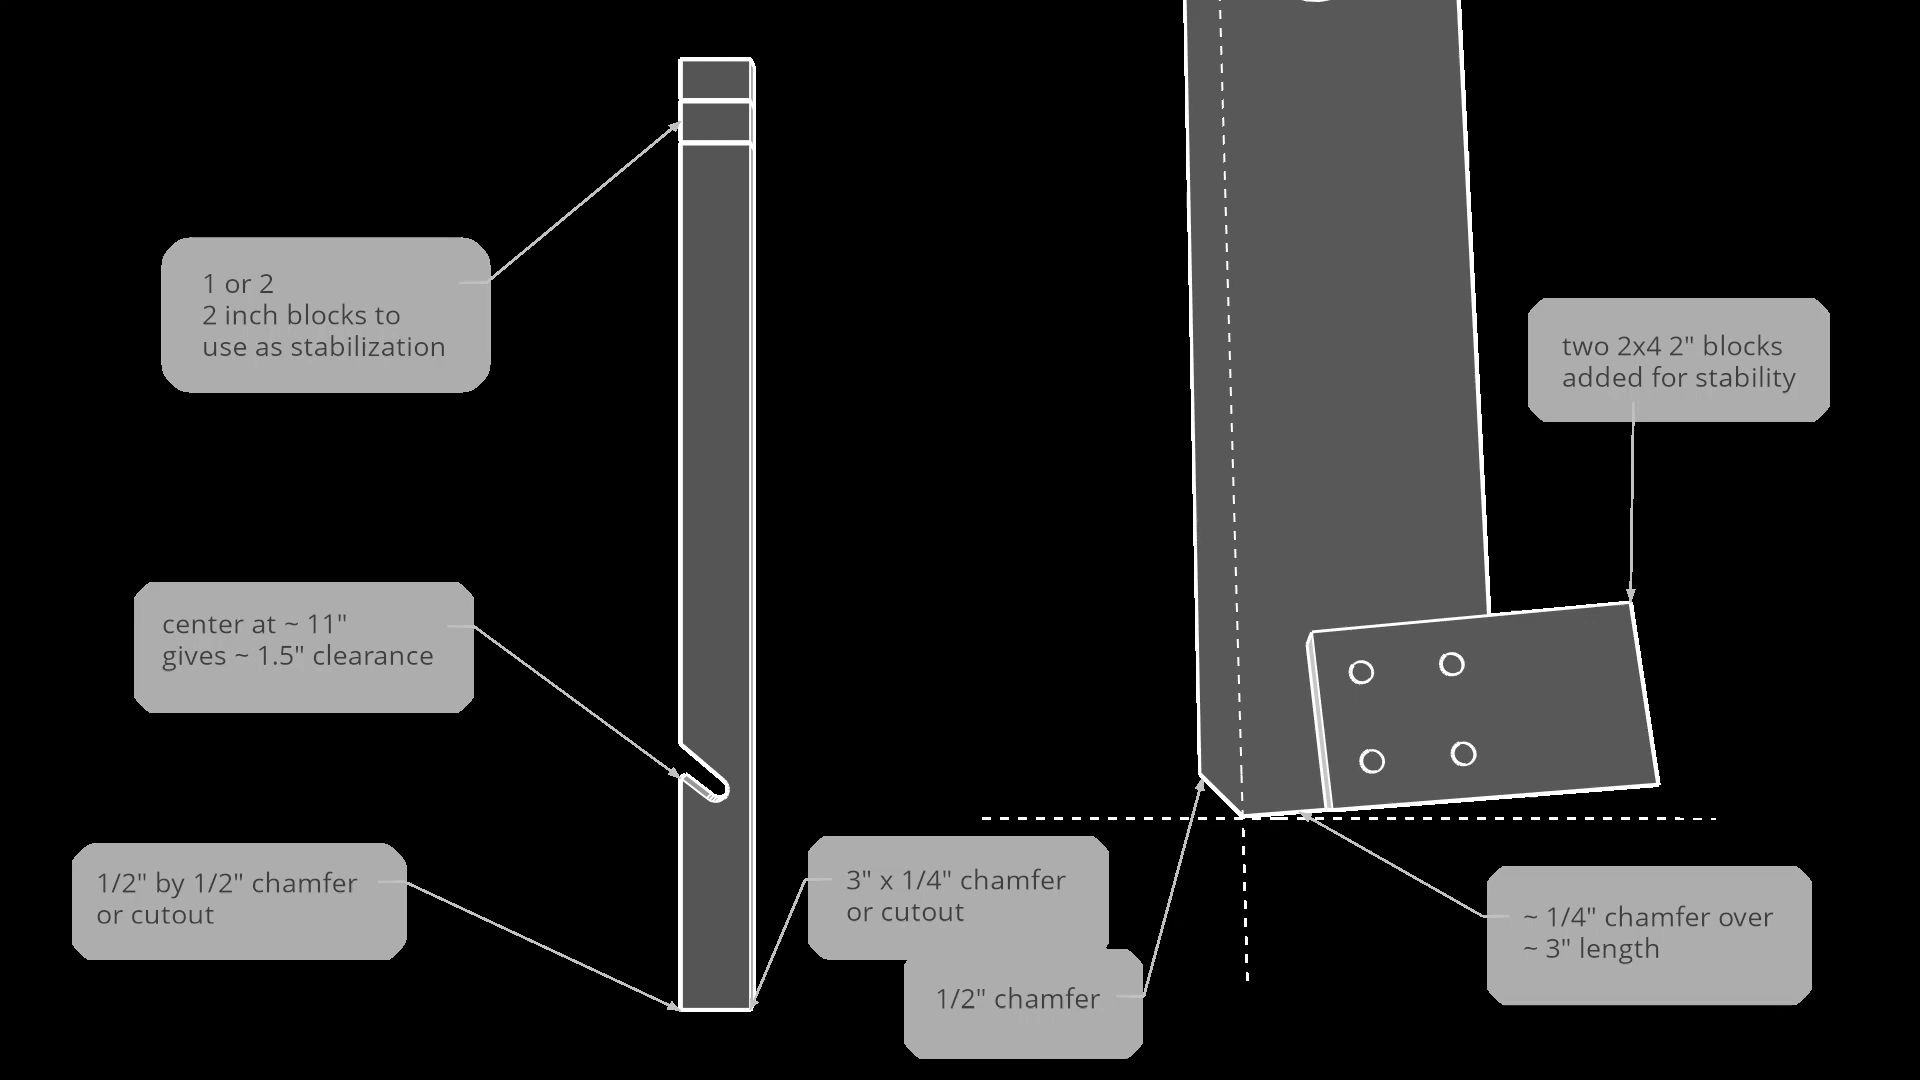 1 or 2
2 inch blocks to
use as stabilization
two 2x4 2" blocks
added for stability
center at ~ 11"
gives ~ 1.5" clearance
1/2" by 1/2" chamfer
or cutout
3" x 1/4" chamfer
or cutout
1/2" chamfer
~ 1/4" chamfer over
~ 3" length